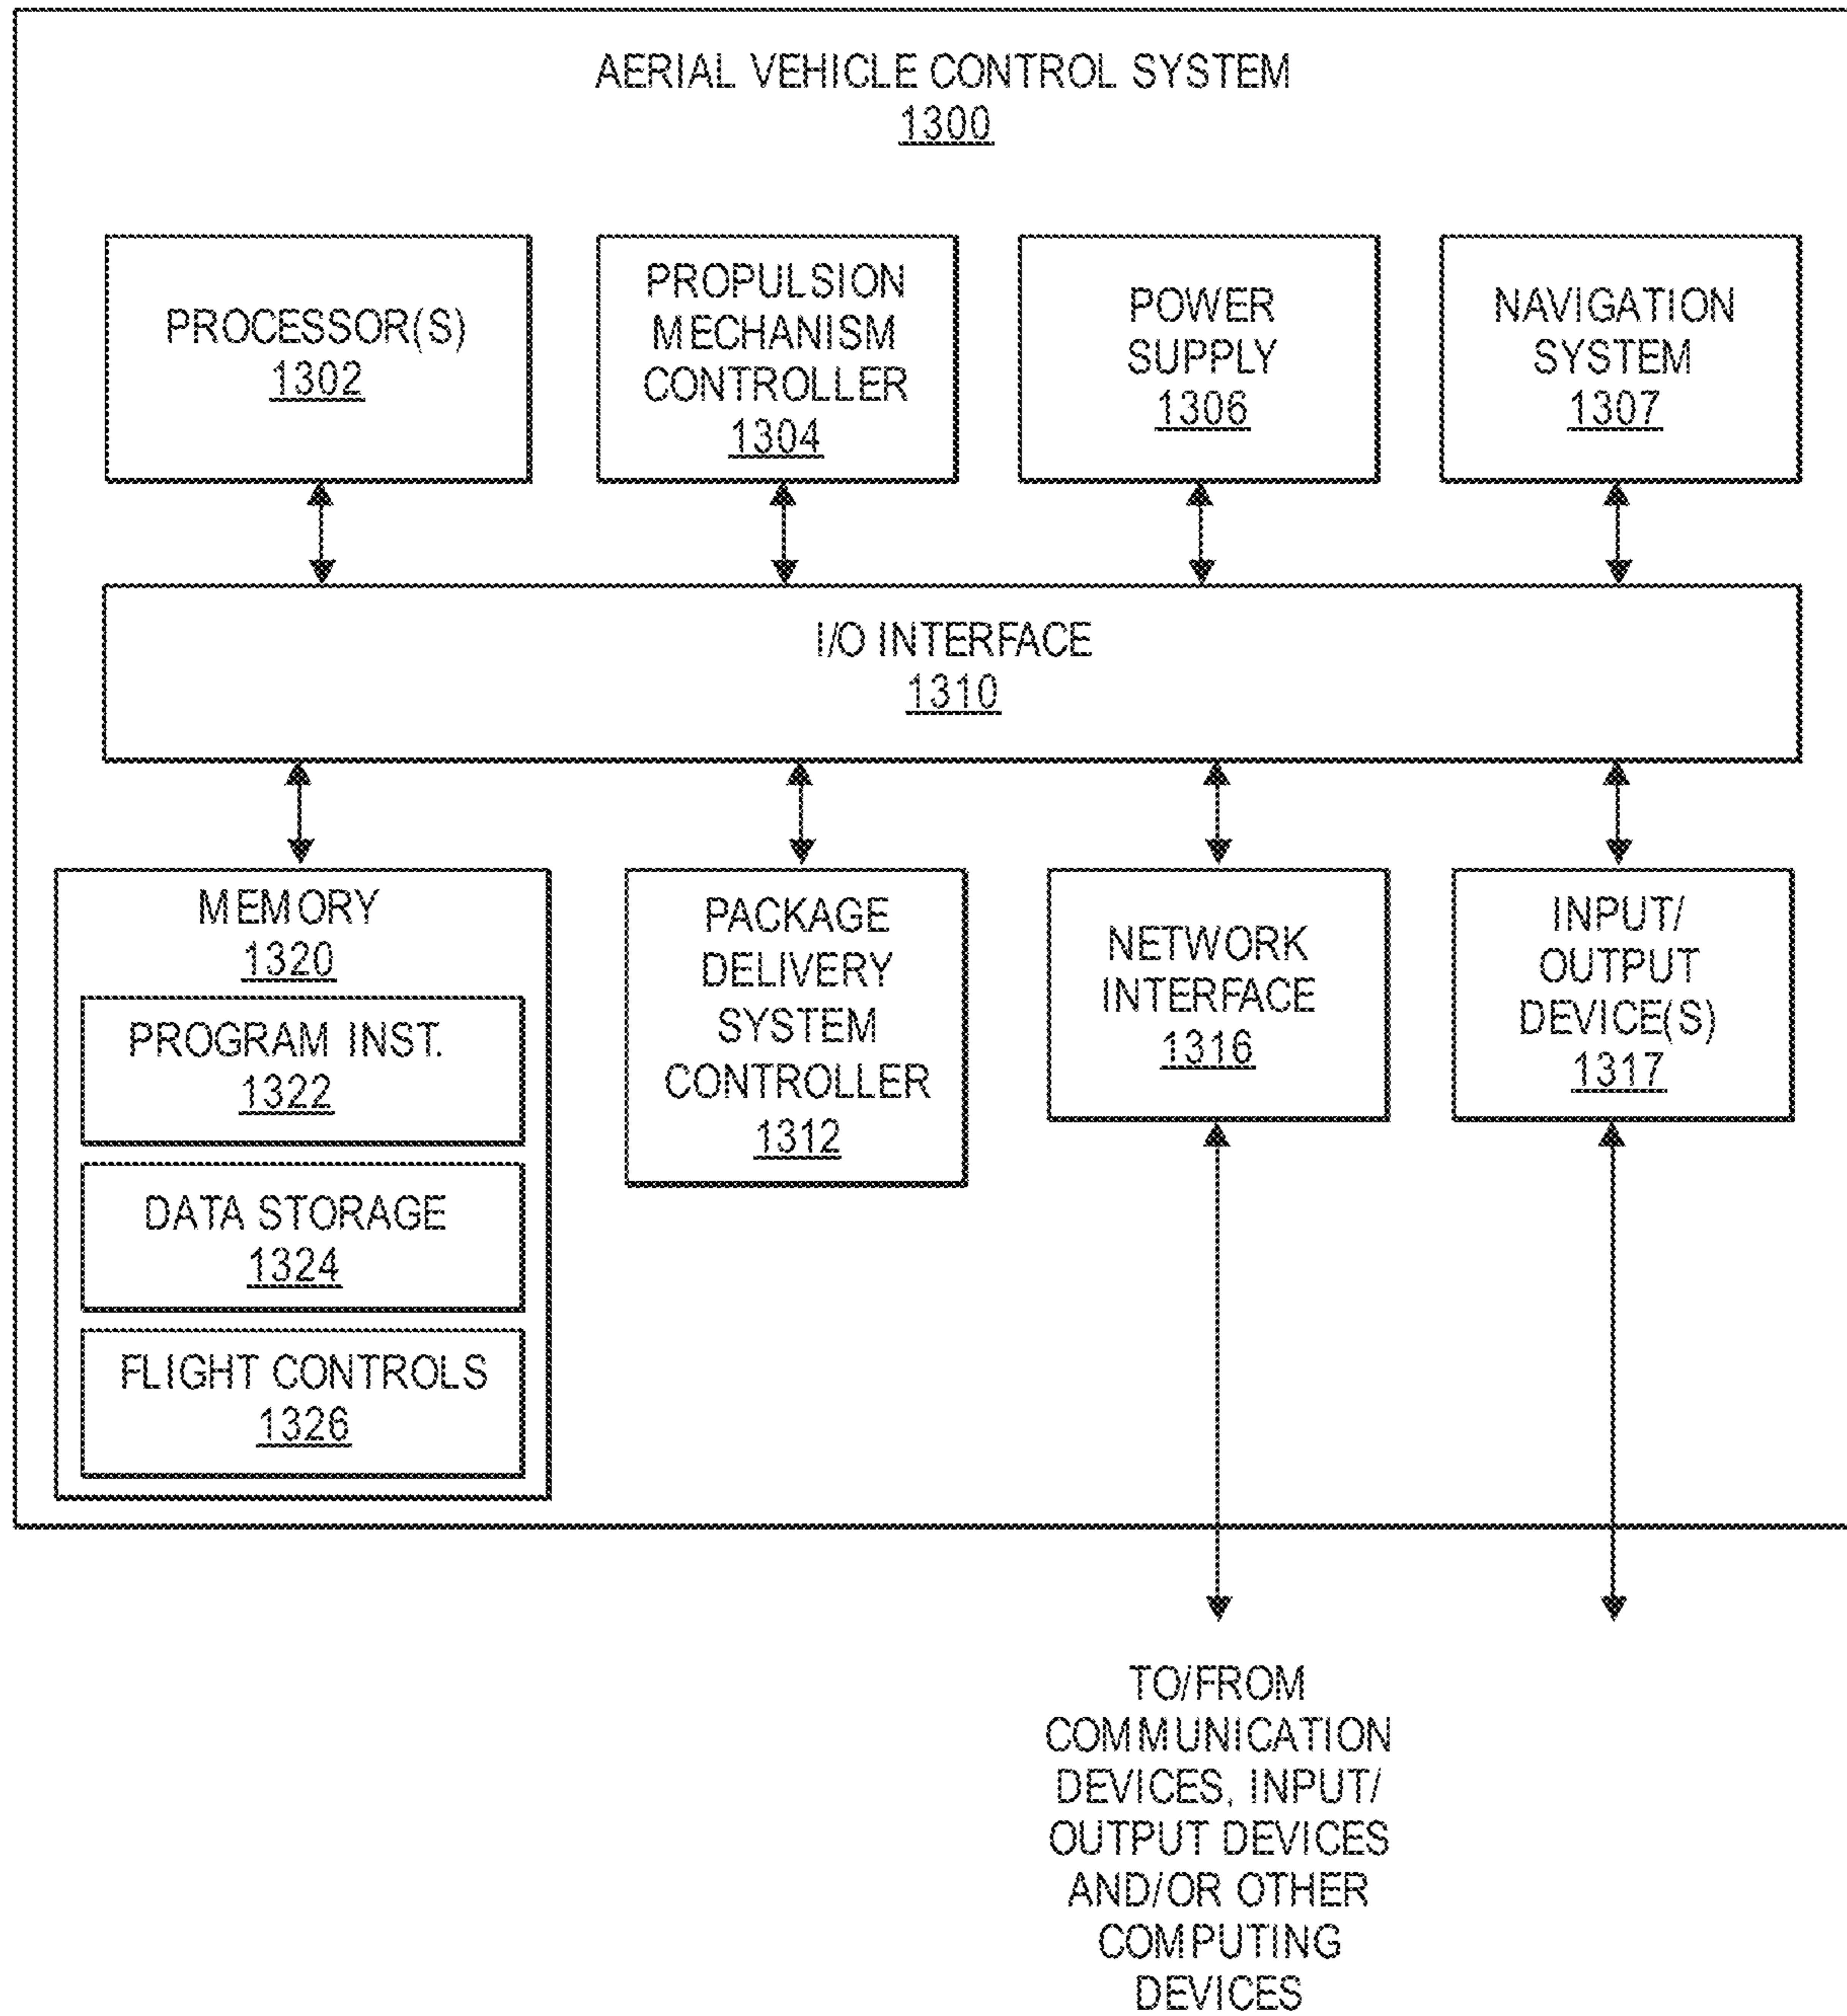 AERIAL VEHICLE CONTROL SYSTEM
1300
PROCESSOR(S)
1302
PROPULSION
MECHANISM
CONTROLLER
1304
POWER
SUPPLY
1306
NAVIGATION
SYSTEM
1307
I/O INTERFACE
1310
MEMORY
1320
PROGRAM INST.
1322
DATA STORAGE
1324
FLIGHT CONTROLS
1326
PACKAGE
DELIVERY
SYSTEM
CONTROLLER
1312
NETWORK
INTERFACE
1316
INPUT/
OUTPUT
DEVICE(S)
1317
TO/FROM
COMMUNICATION
DEVICES, INPUT/
OUTPUT DEVICES
AND/OR OTHER
COMPUTING
DEVICES